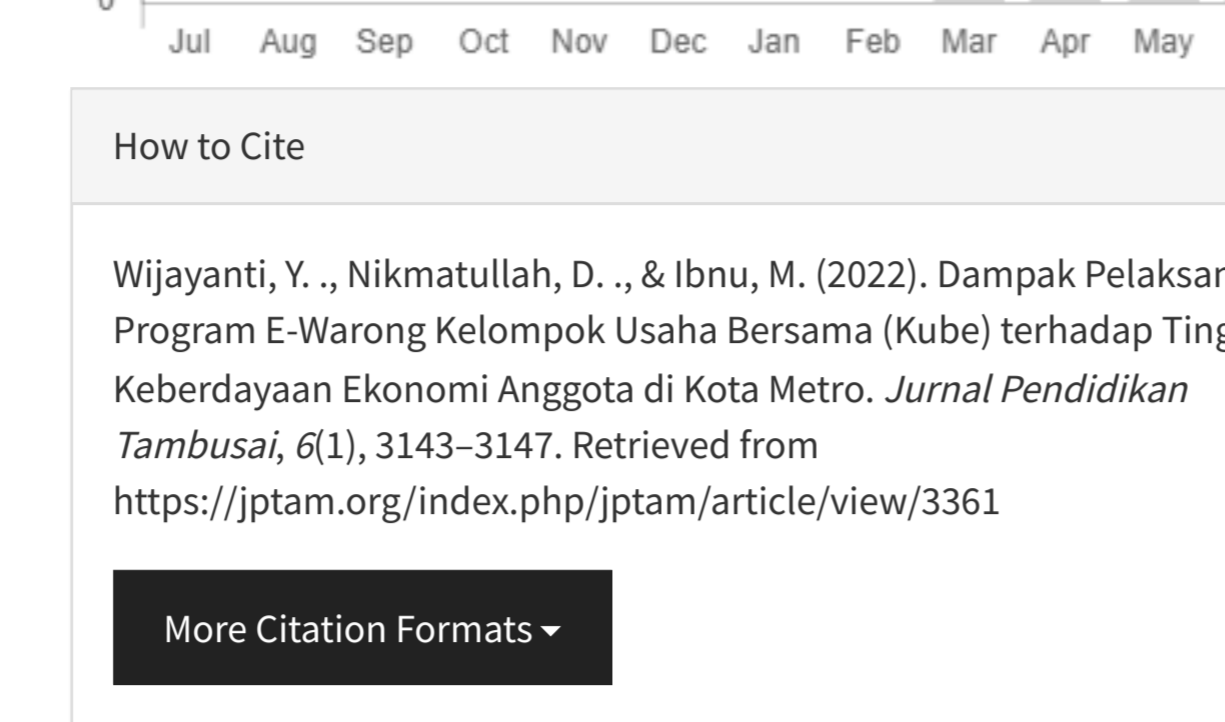 0
Jul Aug Sep Oct Nov Dec Jan Feb Mar Apr May
How to Cite
Wijayanti, Y. ., Nikmatullah, D. ., & Ibnu, M. (2022). Dampak
Program E-Warong Kelompok Usaha Bersama (Kube) terhadap
Keberdayaan Ekonomi Anggota di Kota Metro. Jurnal Pendidikan
Tambusai, 6(1), 3143–3147. Retrieved from
https://jptam.org/index.php/jptam/article/view/3361
More Citation Formats